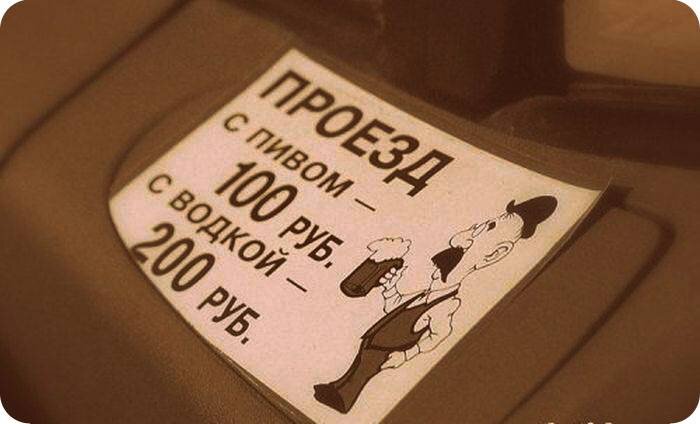 ПРОЕЗД
С ПИВОМ –
100 РУБ.
С ВОДКОЙ –
200 РУБ.